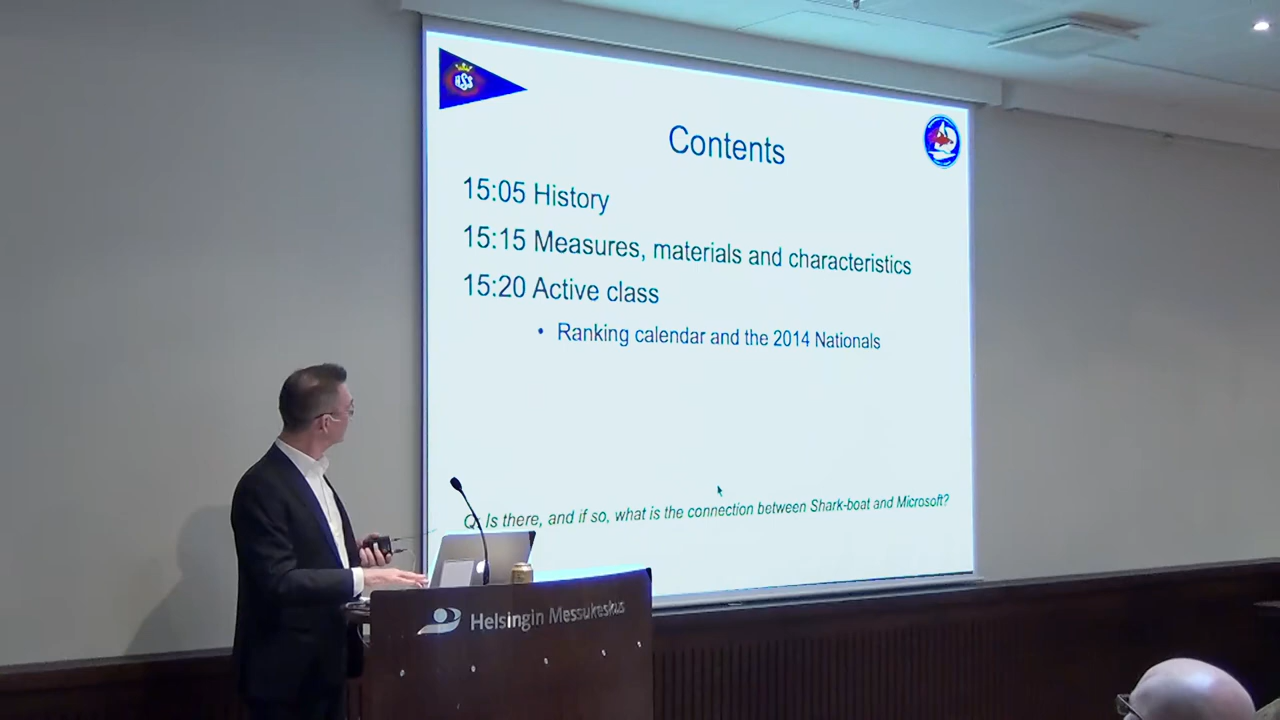 HSS
Contents
15:05 History
15:15 Measures, materials and characteristics
15:20 Active class
• Ranking calendar and the 2014 Nationals
Q: Is there, and if so, what is the connection between Shark-boat and Microsoft?
Helsingin Messukeskus